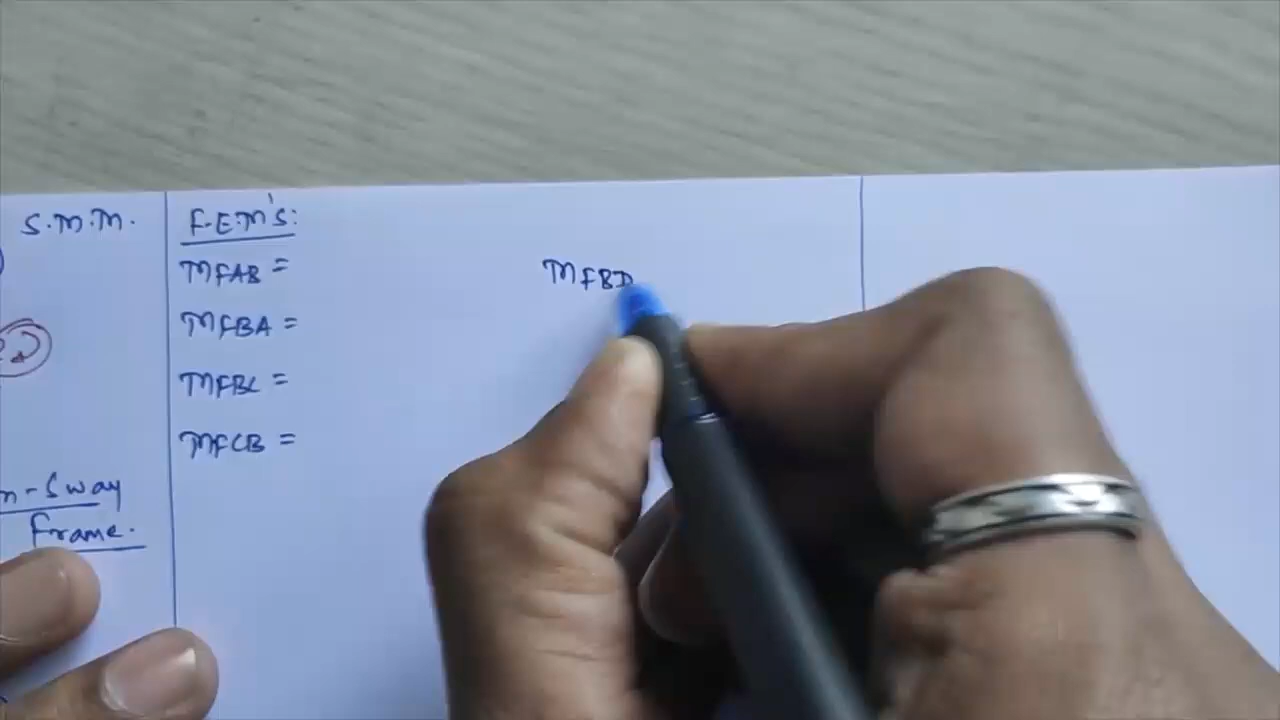 S.M.M.
F.E.M'S:
MFAB =
MFBA =
MFBC =
MFCB =
MFBD
n-Sway
frame.